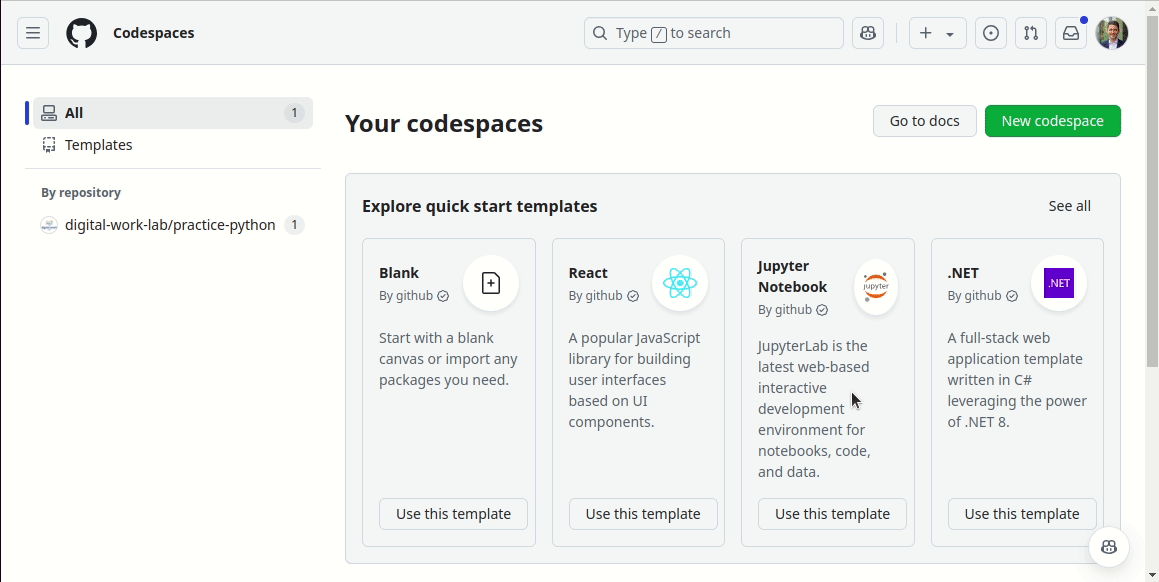 Codespaces
Type / to search
All 1
Templates
By repository
digital-work-lab/practice-python 1
Your codespaces
Go to docs
New codespace
Explore quick start templates
See all
Blank
By github
Start with a blank
canvas or import any
packages you need.
Use this template
React
By github
A popular JavaScript
library for building
user interfaces
based on UI
components.
Use this template
Jupyter
Notebook
By github
jupyter
JupyterLab is the
latest web-based
interactive
development
environment for
notebooks, code,
and data.
Use this template
.NET
By github
.NET
A full-stack web
application template
written in C#
leveraging the power
of .NET 8.
Use this template